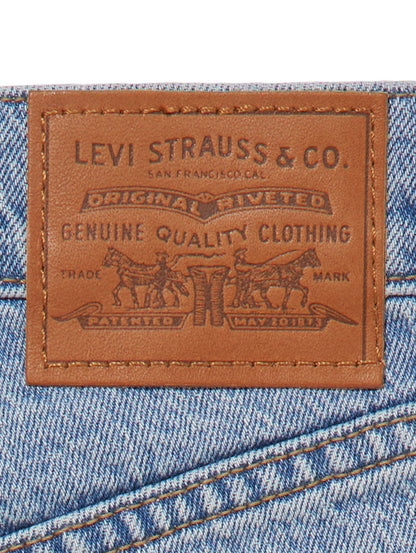 LEVI STRAUSS & CO.
SAN FRANCISCO, CAL.
ORIGINAL RIVETED
GENUINE QUALITY CLOTHING
TRADE MARK
PATENTED MAY 20 1873